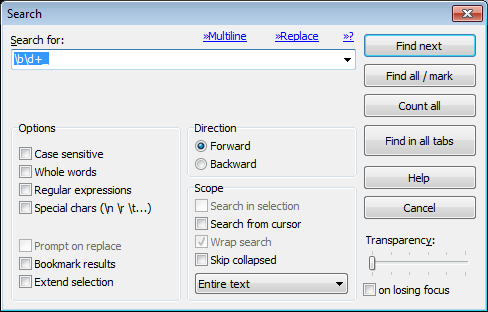 Search
Search for:
»Multiline
»Replace
»?
\b\d+_
Find next
Find all / mark
Count all
Find in all tabs
Help
Cancel
Options
Case sensitive
Whole words
Regular expressions
Special chars (\n \r \t...)
Prompt on replace
Bookmark results
Extend selection
Direction
Forward
Backward
Scope
Search in selection
Search from cursor
Wrap search
Skip collapsed
Entire text
Transparency:
on losing focus